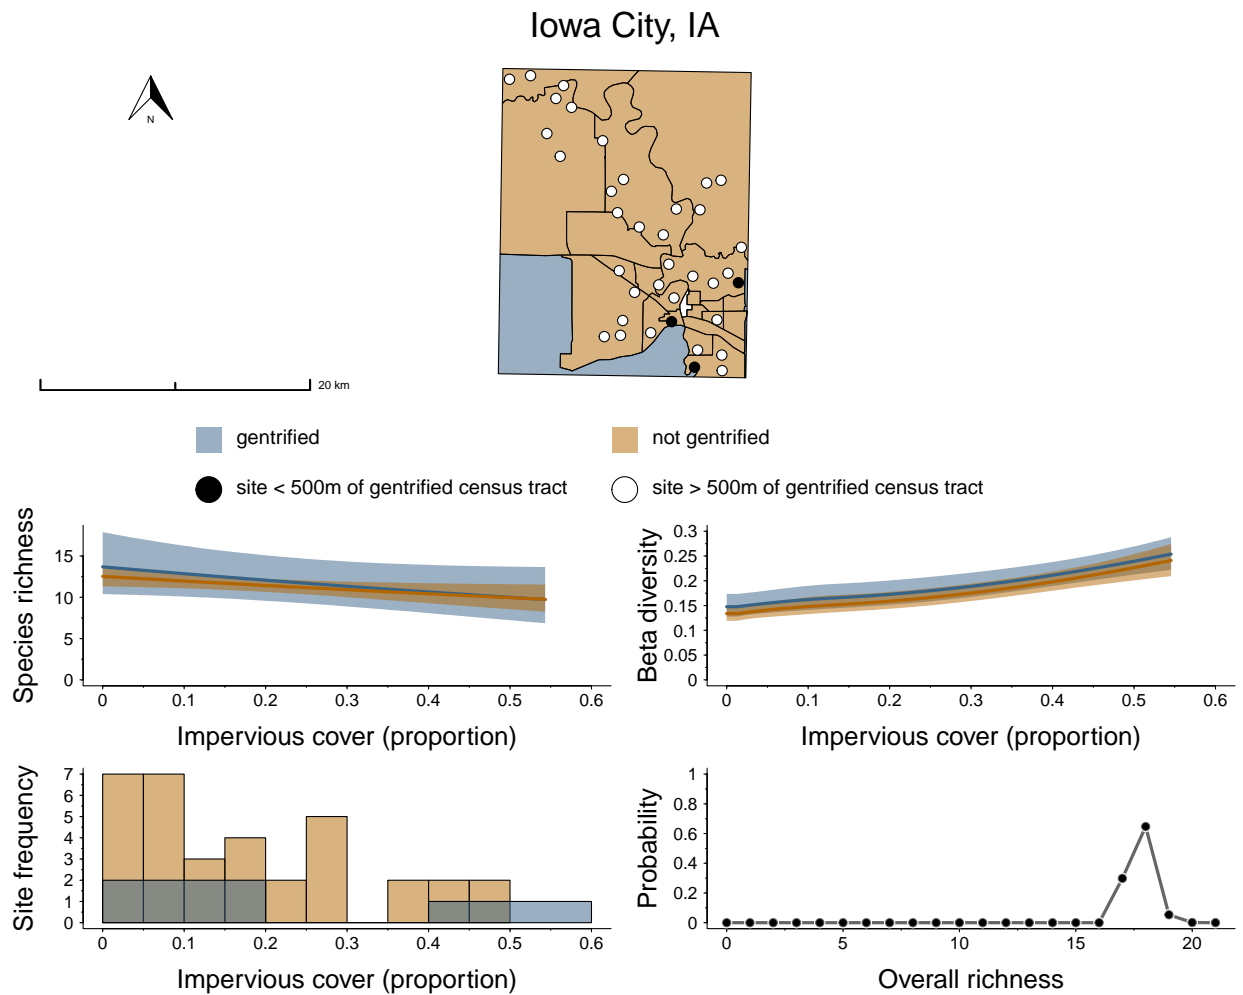 Iowa City, IA
N
20 km
gentrified
not gentrified
site < 500m of gentrified census tract
site > 500m of gentrified census tract
Species richness
15
10
5
0
0 0.1 0.2 0.3 0.4 0.5 0.6
Impervious cover (proportion)
Beta diversity
0.3
0.25
0.2
0.15
0.1
0.05
0
0 0.1 0.2 0.3 0.4 0.5 0.6
Impervious cover (proportion)
Site frequency
7
6
5
4
3
2
1
0
0 0.1 0.2 0.3 0.4 0.5 0.6
Impervious cover (proportion)
Probability
1
0.8
0.6
0.4
0.2
0
0 5 10 15 20
Overall richness